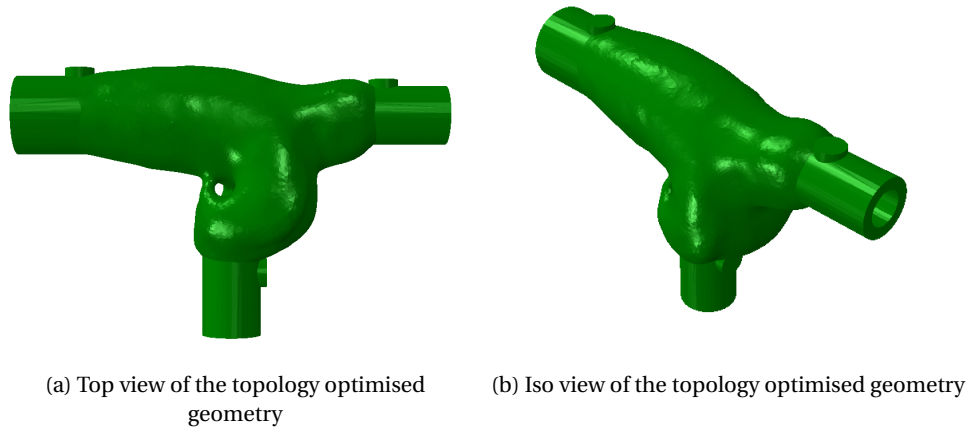 (a) Top view of the topology optimised
geometry
(b) Iso view of the topology optimised geometry